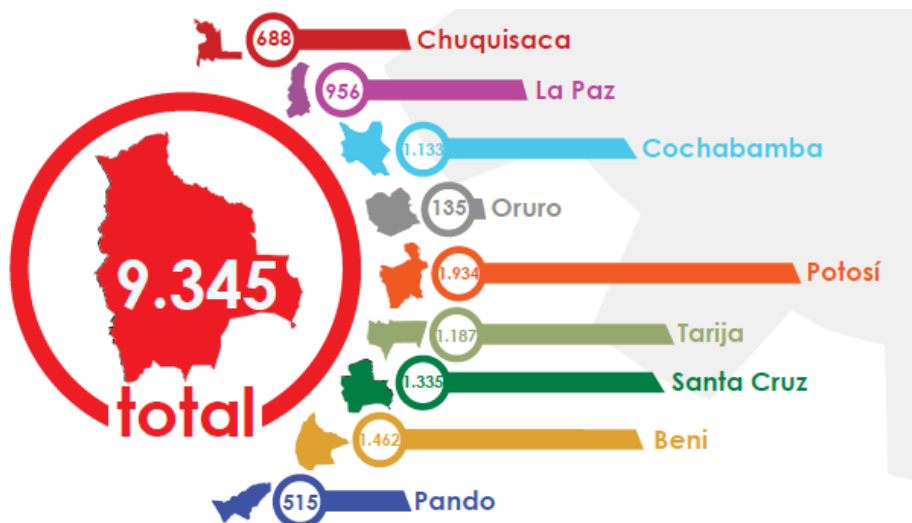 688 Chuquisaca
956 La Paz
1.133 Cochabamba
135 Oruro
9.345
total
1.934 Potosí
1.187 Tarija
1.335 Santa Cruz
1.462 Beni
515 Pando